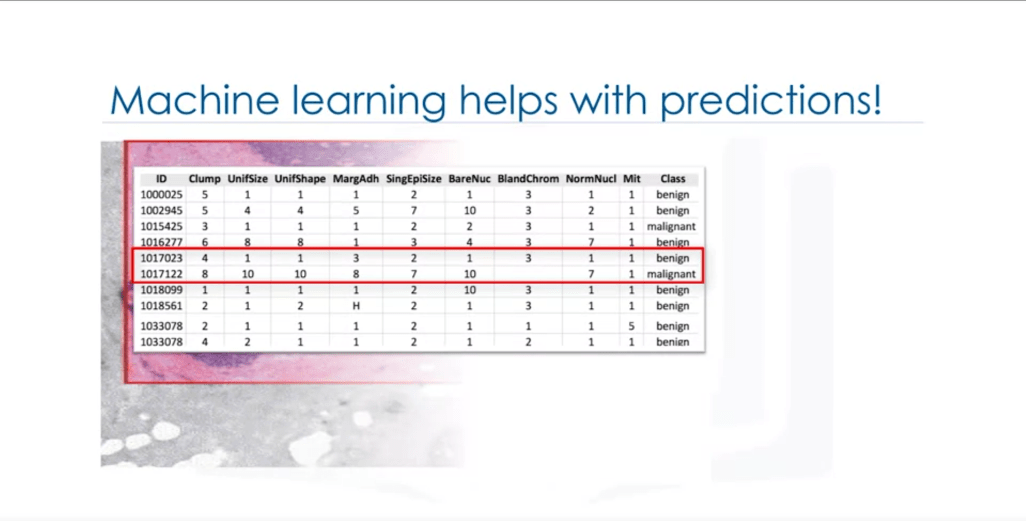 Machine learning helps with predictions!
ID Clump UnifSize UnifShape MargAdh SingEpiSize BareNuc BlandChrom NormNucl Mit Class
1000025 5 1 1 1 2 1 3 1 1 benign
1002945 5 4 4 5 7 10 3 2 1 benign
1015425 3 1 1 1 2 2 3 1 1 malignant
1016277 6 8 8 1 3 4 3 7 1 benign
1017023 4 1 1 3 2 1 3 1 1 benign
1017122 8 10 10 8 7 10 7 1 malignant
1018099 1 1 1 1 2 10 3 1 1 benign
1018561 2 1 2 H 2 1 3 1 1 benign
1033078 2 1 1 1 2 1 1 1 5 benign
1033078 4 2 1 1 2 1 2 1 1 benign